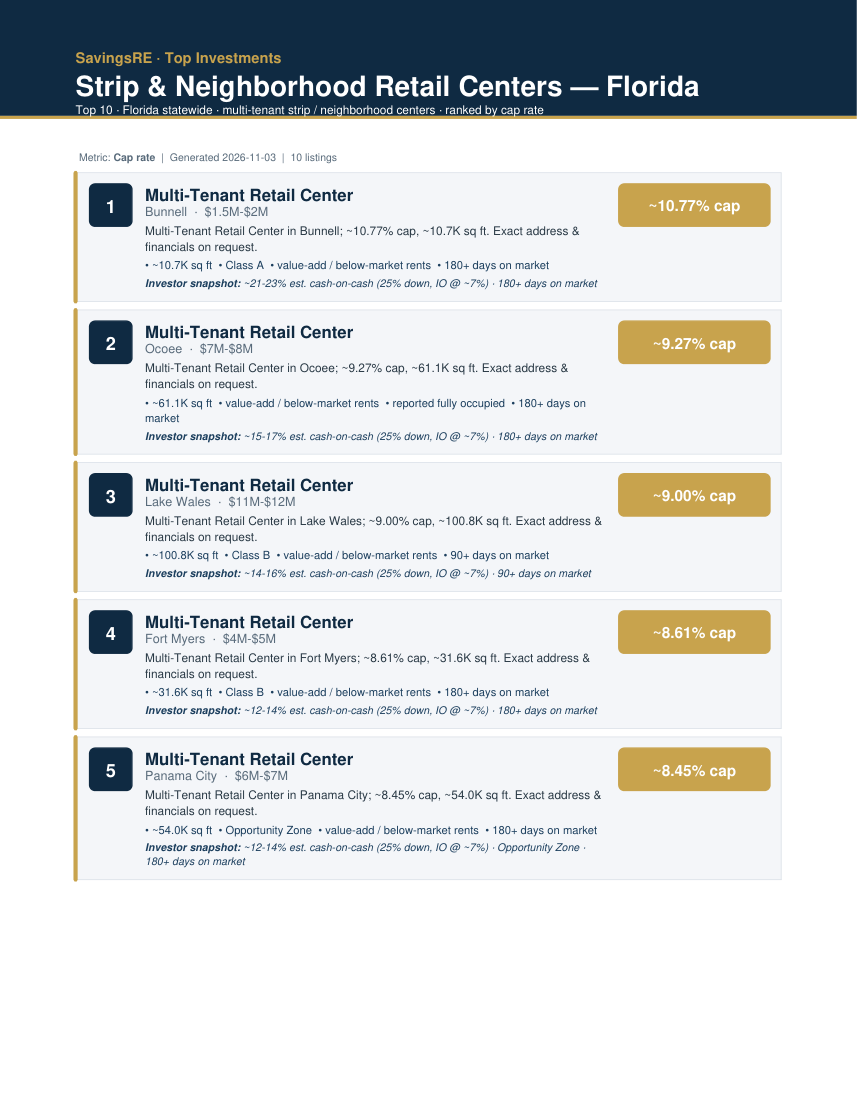 SavingsRE · Top Investments
Strip & Neighborhood Retail Centers — Florida
Top 10 · Florida statewide · multi-tenant strip / neighborhood centers · ranked by cap rate
Metric: Cap rate | Generated 2026-11-03 | 10 listings
1
Multi-Tenant Retail Center
~10.77% cap
Bunnell · $1.5M-$2M
Multi-Tenant Retail Center in Bunnell; ~10.77% cap, ~10.7K sq ft. Exact address &
financials on request.
• ~10.7K sq ft • Class A • value-add / below-market rents • 180+ days on market
Investor snapshot: ~21-23% est. cash-on-cash (25% down, IO @ ~7%) · 180+ days on market
2
Multi-Tenant Retail Center
~9.27% cap
Ocoee · $7M-$8M
Multi-Tenant Retail Center in Ocoee; ~9.27% cap, ~61.1K sq ft. Exact address &
financials on request.
• ~61.1K sq ft • value-add / below-market rents • reported fully occupied • 180+ days on
market
Investor snapshot: ~15-17% est. cash-on-cash (25% down, IO @ ~7%) · 180+ days on market
3
Multi-Tenant Retail Center
~9.00% cap
Lake Wales · $11M-$12M
Multi-Tenant Retail Center in Lake Wales; ~9.00% cap, ~100.8K sq ft. Exact address &
financials on request.
• ~100.8K sq ft • Class B • value-add / below-market rents • 90+ days on market
Investor snapshot: ~14-16% est. cash-on-cash (25% down, IO @ ~7%) · 90+ days on market
4
Multi-Tenant Retail Center
~8.61% cap
Fort Myers · $4M-$5M
Multi-Tenant Retail Center in Fort Myers; ~8.61% cap, ~31.6K sq ft. Exact address &
financials on request.
• ~31.6K sq ft • Class B • value-add / below-market rents • 180+ days on market
Investor snapshot: ~12-14% est. cash-on-cash (25% down, IO @ ~7%) · 180+ days on market
5
Multi-Tenant Retail Center
~8.45% cap
Panama City · $6M-$7M
Multi-Tenant Retail Center in Panama City; ~8.45% cap, ~54.0K sq ft. Exact address &
financials on request.
• ~54.0K sq ft • Opportunity Zone • value-add / below-market rents • 180+ days on market
Investor snapshot: ~12-14% est. cash-on-cash (25% down, IO @ ~7%) · Opportunity Zone ·
180+ days on market